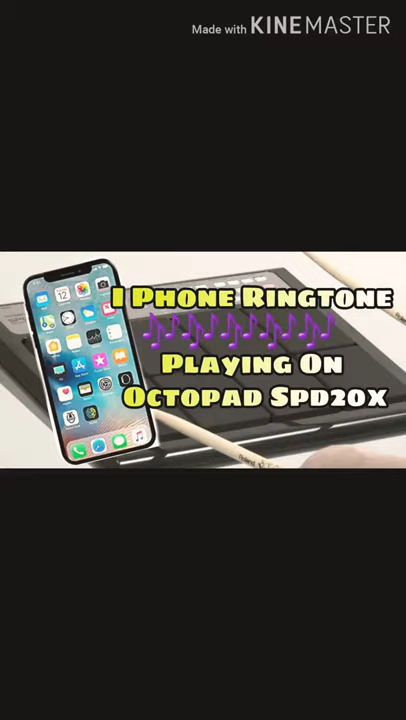 Made with KINEMASTER
I Phone Ringtone
Playing On
Octopad Spd20x